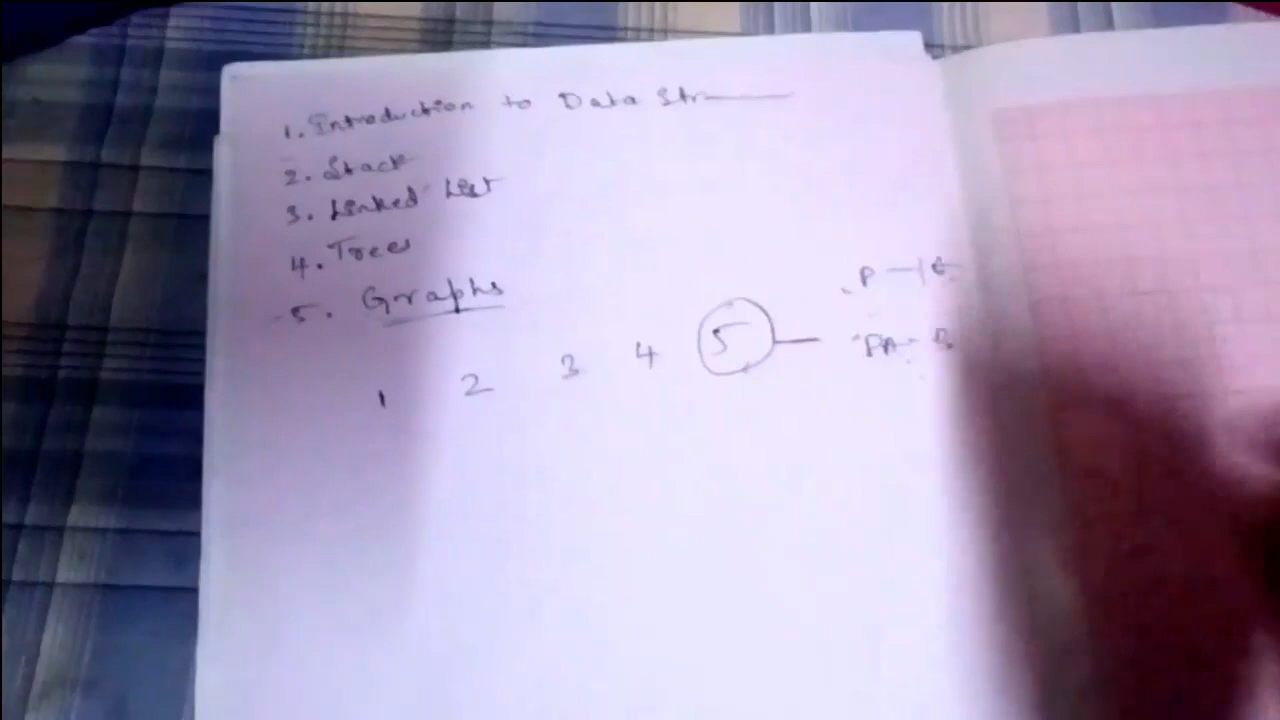 1. Introduction to Data Str
2. Stack
3. Linked List
4. Trees
5. Graphs
1 2 3 4 5
P